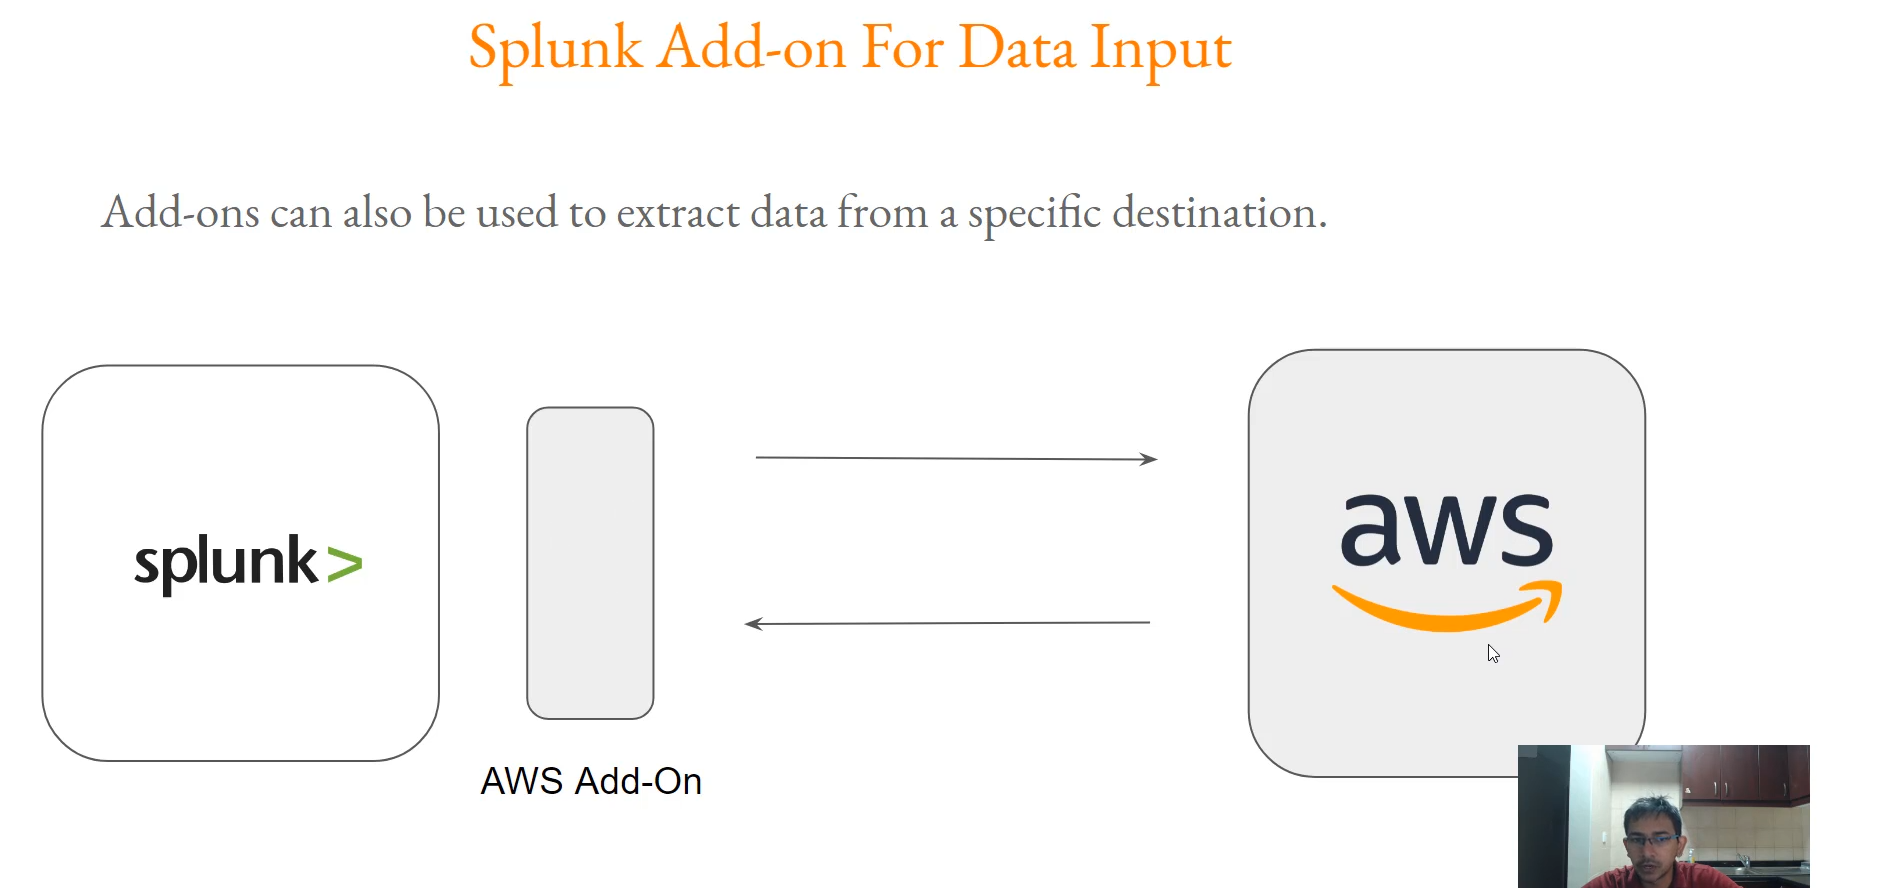 Splunk Add-on For Data Input
Add-ons can also be used to extract data from a specific destination.
splunk>
aws
AWS Add-On